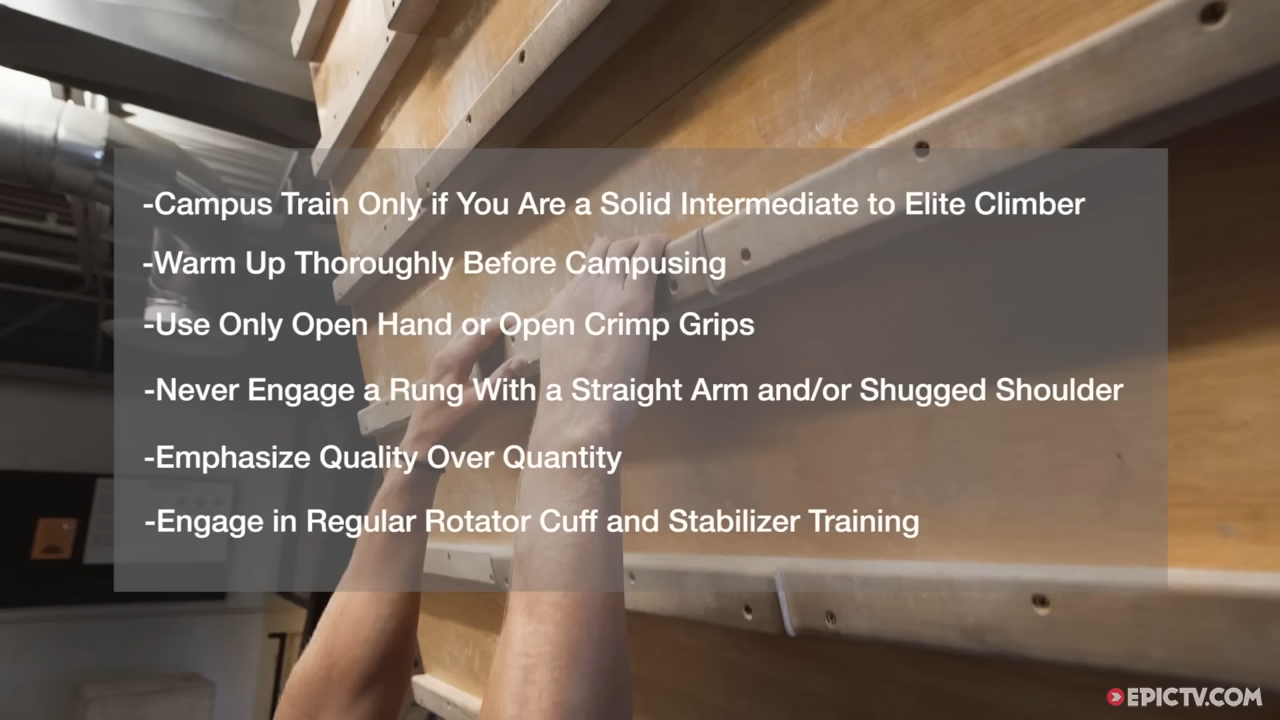 -Campus Train Only if You Are a Solid Intermediate to Elite Climber
-Warm Up Thoroughly Before Campusing
-Use Only Open Hand or Open Crimp Grips
-Never Engage a Rung With a Straight Arm and/or Shugged Shoulder
-Emphasize Quality Over Quantity
-Engage in Regular Rotator Cuff and Stabilizer Training
EPICTV.COM